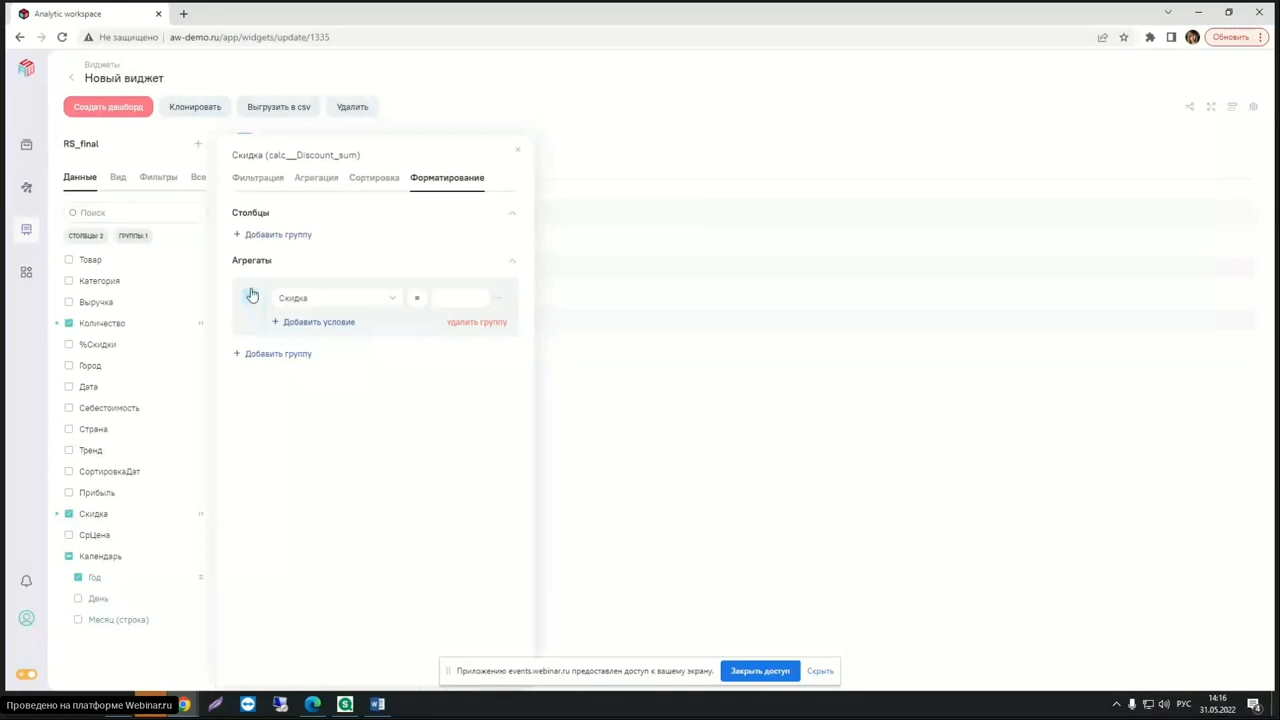 Analytic workspace
Не защищено
aw-demo.ru/app/widgets/update/1335
Обновить
Виджеты
Новый виджет
Создать дашборд
Клонировать
Выгрузить в csv
Удалить
RS_final
Данные
Вид
Фильтры
Все
Поиск
СТОЛБЦЫ: 2
ГРУППЫ: 1
Товар
Категория
Выручка
Количество
%Скидки
Город
Дата
Себестоимость
Страна
Тренд
СортировкаДат
Прибыль
Скидка
СрЦена
Календарь
Год
День
Месяц (строка)
Скидка (calc__Discount_sum)
Фильтрация
Агрегация
Сортировка
Форматирование
Столбцы
+ Добавить группу
Агрегаты
Скидка
=
+ Добавить условие
Удалить группу
+ Добавить группу
Приложению events.webinar.ru предоставлен доступ к вашему экрану.
Закрыть доступ
Скрыть
Проведено на платформе Webinar.ru
РУС
14:16
31.05.2022
4